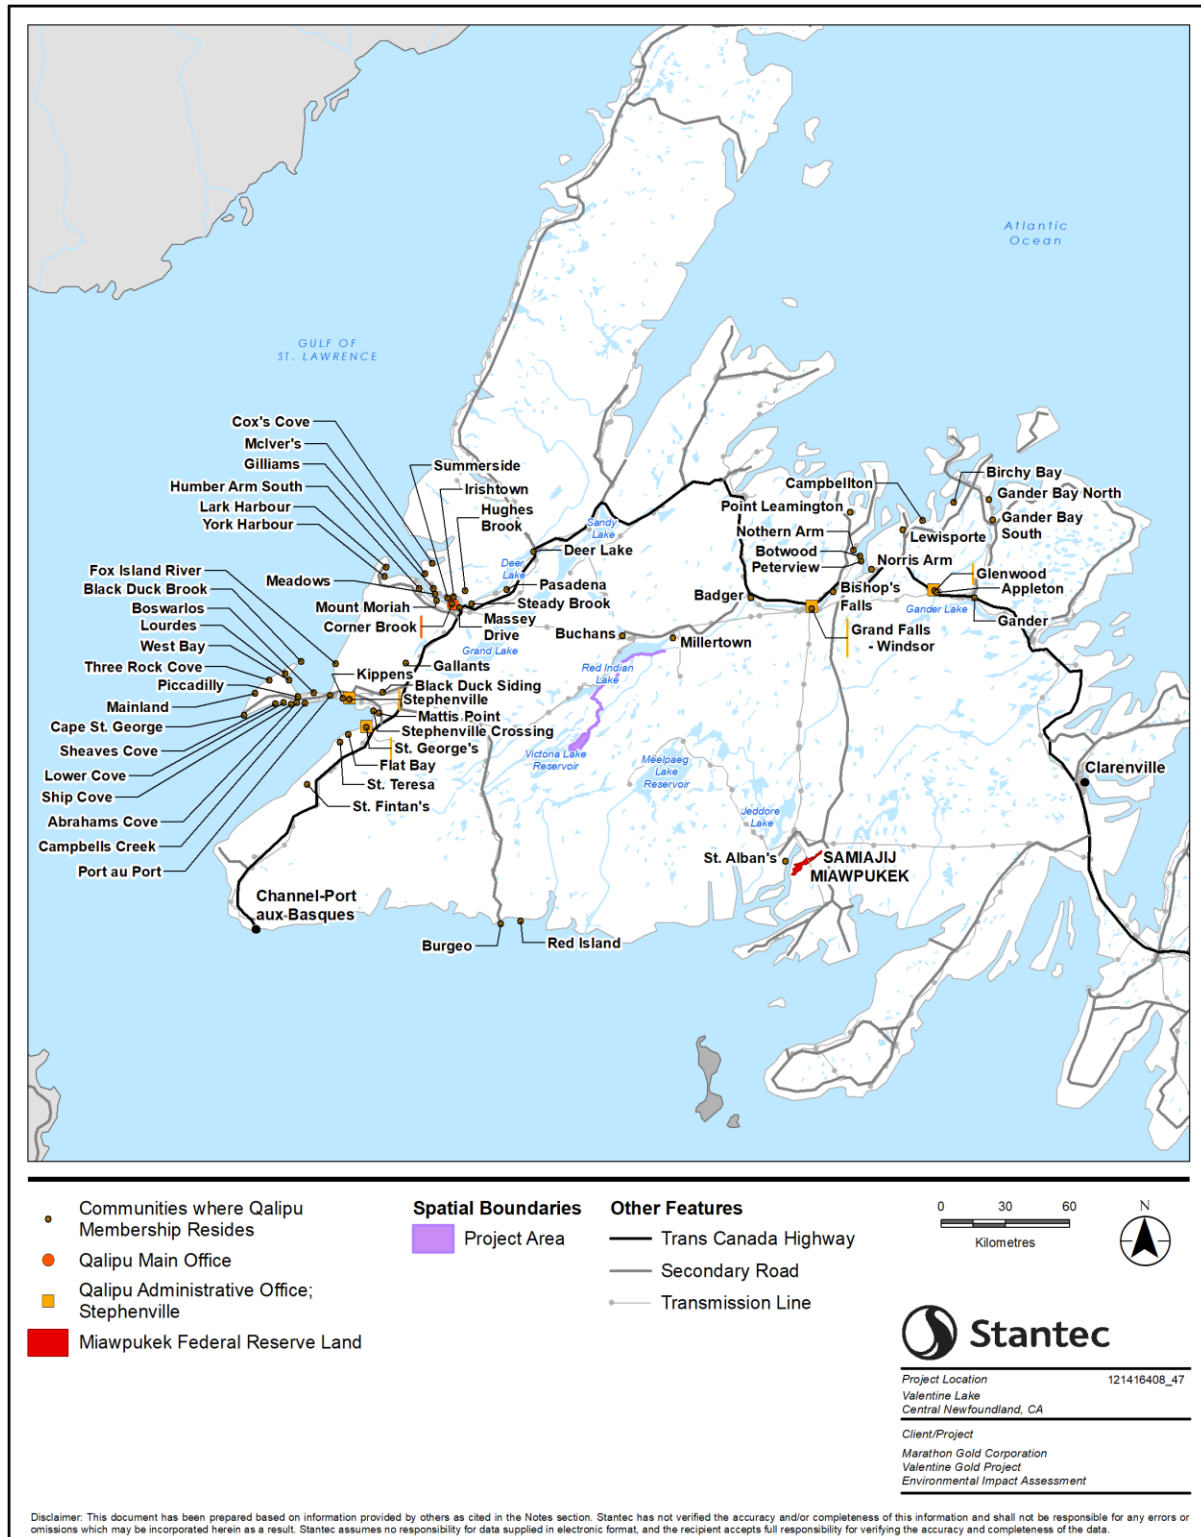 Atlantic
Ocean
GULF OF
ST. LAWRENCE
Cox's Cove
McIver's
Gilliams
Humber Arm South
Lark Harbour
York Harbour
Summerside
Irishtown
Hughes
Brook
Sandy
Lake
Deer Lake
Deer
Lake
Pasadena
Steady Brook
Massey
Drive
Meadows
Mount Moriah
Corner Brook
Grand Lake
Fox Island River
Black Duck Brook
Boswarlos
Lourdes
West Bay
Three Rock Cove
Piccadilly
Mainland
Cape St. George
Sheaves Cove
Lower Cove
Ship Cove
Abrahams Cove
Campbells Creek
Port au Port
Kippens
Gallants
Black Duck Siding
Stephenville
Mattis Point
Stephenville Crossing
St. George's
Flat Bay
St. Teresa
St. Fintan's
Channel-Port
aux-Basques
Burgeo
Red Island
Buchans
Millertown
Red Indian
Lake
Victoria Lake
Reservoir
Meelpaeg
Lake
Reservoir
Jeddore
Lake
St. Alban's
SAMIAJIJ
MIAWPUKEK
Badger
Grand Falls
- Windsor
Bishop's
Falls
Campbellton
Point Leamington
Nothern Arm
Botwood
Peterview
Norris Arm
Lewisporte
Birchy Bay
Gander Bay North
Gander Bay
South
Glenwood
Appleton
Gander Lake
Gander
Clarenville
Communities where Qalipu
Membership Resides
Qalipu Main Office
Qalipu Administrative Office;
Stephenville
Miawpukek Federal Reserve Land
Spatial Boundaries
Project Area
Other Features
Trans Canada Highway
Secondary Road
Transmission Line
0 30 60
Kilometres
N
Stantec
Project Location 121416408_47
Valentine Lake
Central Newfoundland, CA
Client/Project
Marathon Gold Corporation
Valentine Gold Project
Environmental Impact Assessment
Disclaimer: This document has been prepared based on information provided by others as cited in the Notes section. Stantec has not verified the accuracy and/or completeness of this information and shall not be responsible for any errors or
omissions which may be incorporated herein as a result. Stantec assumes no responsibility for data supplied in electronic format, and the recipient accepts full responsibility for verifying the accuracy and completeness of the data.